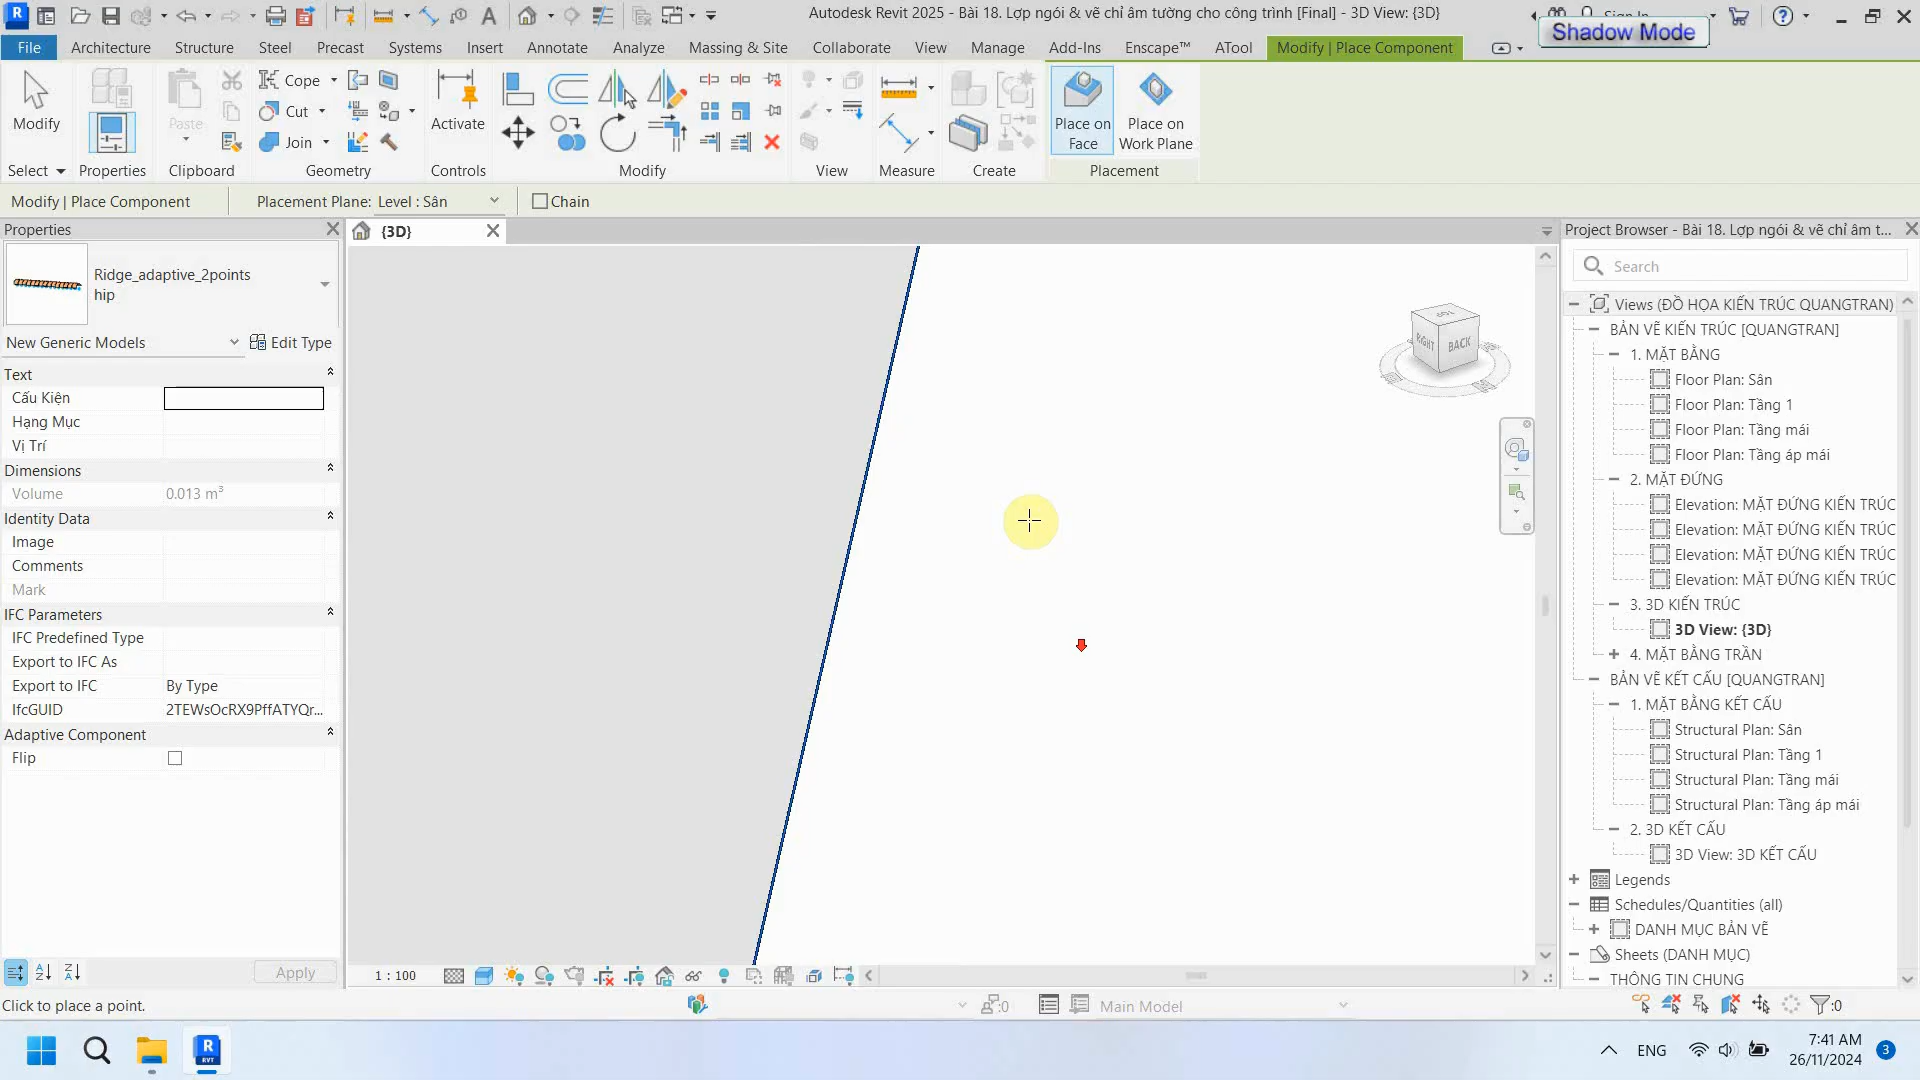 Autodesk Revit 2025 - Bài 18. Lợp ngói & vẽ chỉ âm tường cho công trình [Final] - 3D View: {3D}
Sign In
Shadow Mode
File Architecture Structure Steel Precast Systems Insert Annotate Analyze Massing & Site Collaborate View Manage Add-Ins Enscape™ ATool Modify | Place Component
Modify
Paste
Cope
Cut
Join
Activate
Place on Face
Place on Work Plane
Select Properties Clipboard Geometry Controls Modify View Measure Create Placement
Modify | Place Component Placement Plane: Level : Sân Chain
Properties
{3D}
Project Browser - Bài 18. Lợp ngói & vẽ chỉ âm t...
Ridge_adaptive_2points
hip
New Generic Models Edit Type
Text
Cấu Kiện
Hạng Mục
Vị Trí
Dimensions
Volume 0.013 m³
Identity Data
Image
Comments
Mark
IFC Parameters
IFC Predefined Type
Export to IFC As
Export to IFC By Type
IfcGUID 2TEWsOcRX9PffATYQr...
Adaptive Component
Flip
Apply
TOP
RIGHT
BACK
Search
Views (ĐỒ HỌA KIẾN TRÚC QUANGTRAN)
BẢN VẼ KIẾN TRÚC [QUANGTRAN]
1. MẶT BẰNG
Floor Plan: Sân
Floor Plan: Tầng 1
Floor Plan: Tầng mái
Floor Plan: Tầng áp mái
2. MẶT ĐỨNG
Elevation: MẶT ĐỨNG KIẾN TRÚC
Elevation: MẶT ĐỨNG KIẾN TRÚC
Elevation: MẶT ĐỨNG KIẾN TRÚC
Elevation: MẶT ĐỨNG KIẾN TRÚC
3. 3D KIẾN TRÚC
3D View: {3D}
4. MẶT BẰNG TRẦN
BẢN VẼ KẾT CẤU [QUANGTRAN]
1. MẶT BẰNG KẾT CẤU
Structural Plan: Sân
Structural Plan: Tầng 1
Structural Plan: Tầng mái
Structural Plan: Tầng áp mái
2. 3D KẾT CẤU
3D View: 3D KẾT CẤU
Legends
Schedules/Quantities (all)
DANH MỤC BẢN VẼ
Sheets (DANH MỤC)
THÔNG TIN CHUNG
1 : 100
Click to place a point.
:0
Main Model
:0
ENG
7:41 AM
26/11/2024
3